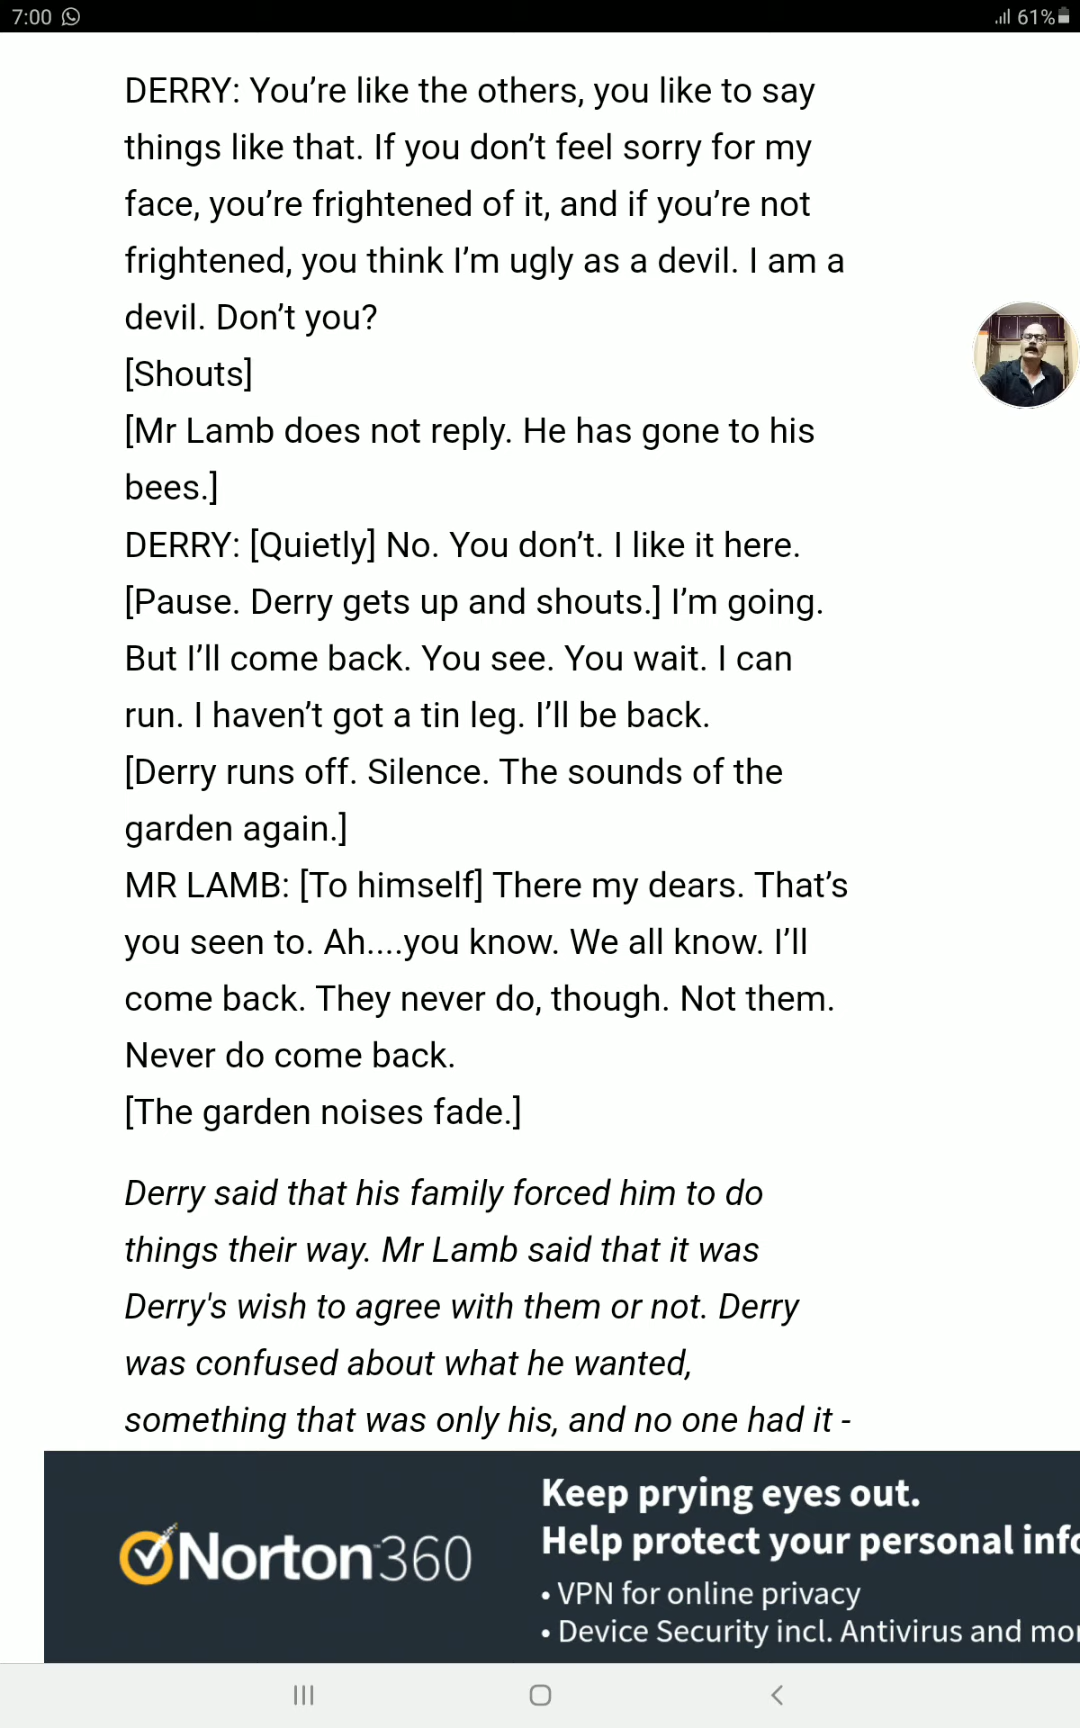 7:00
61%
DERRY: You’re like the others, you like to say
things like that. If you don’t feel sorry for my
face, you’re frightened of it, and if you’re not
frightened, you think I’m ugly as a devil. I am a
devil. Don’t you?
[Shouts]
[Mr Lamb does not reply. He has gone to his
bees.]
DERRY: [Quietly] No. You don’t. I like it here.
[Pause. Derry gets up and shouts.] I’m going.
But I’ll come back. You see. You wait. I can
run. I haven’t got a tin leg. I’ll be back.
[Derry runs off. Silence. The sounds of the
garden again.]
MR LAMB: [To himself] There my dears. That’s
you seen to. Ah....you know. We all know. I’ll
come back. They never do, though. Not them.
Never do come back.
[The garden noises fade.]
Derry said that his family forced him to do
things their way. Mr Lamb said that it was
Derry's wish to agree with them or not. Derry
was confused about what he wanted,
something that was only his, and no one had it -
Norton 360
Keep prying eyes out.
Help protect your personal info
• VPN for online privacy
• Device Security incl. Antivirus and mo